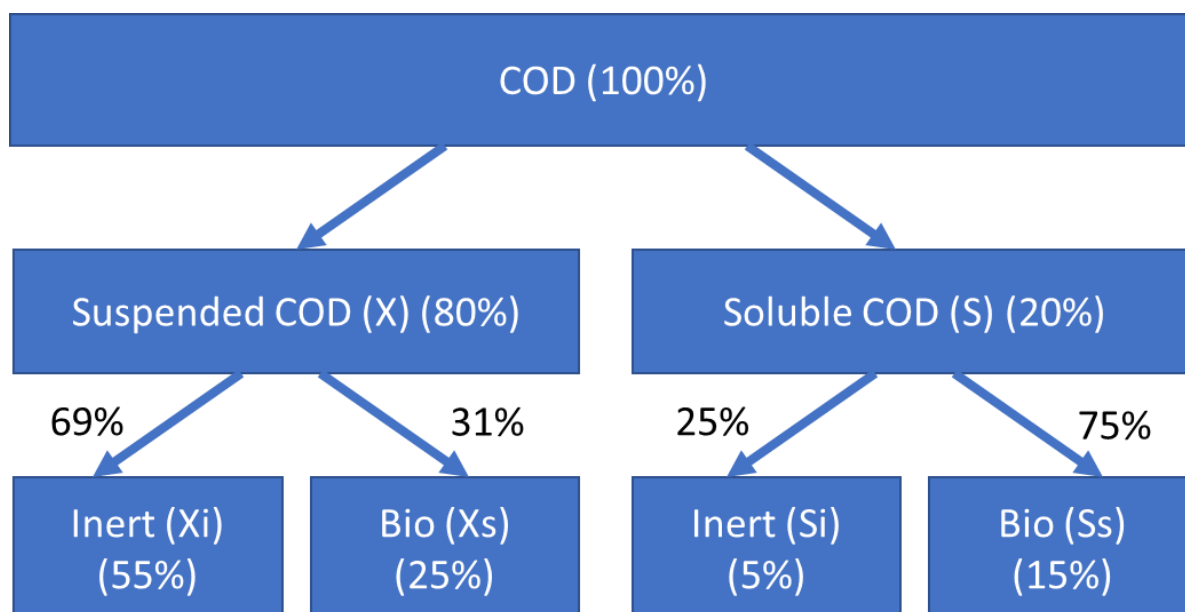 COD (100%)
Suspended COD (X) (80%)
Soluble COD (S) (20%)
69%
31%
25%
75%
Inert (Xi)
(55%)
Bio (Xs)
(25%)
Inert (Si)
(5%)
Bio (Ss)
(15%)